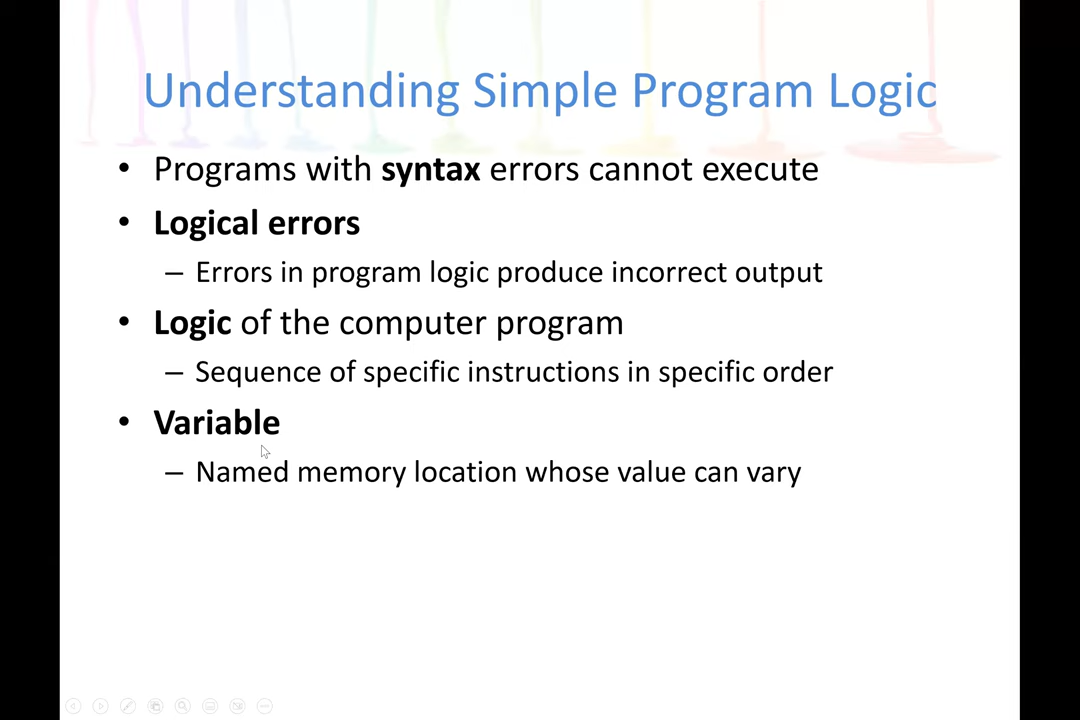 Understanding Simple Program Logic
• Programs with syntax errors cannot execute
• Logical errors
– Errors in program logic produce incorrect output
• Logic of the computer program
– Sequence of specific instructions in specific order
• Variable
– Named memory location whose value can vary